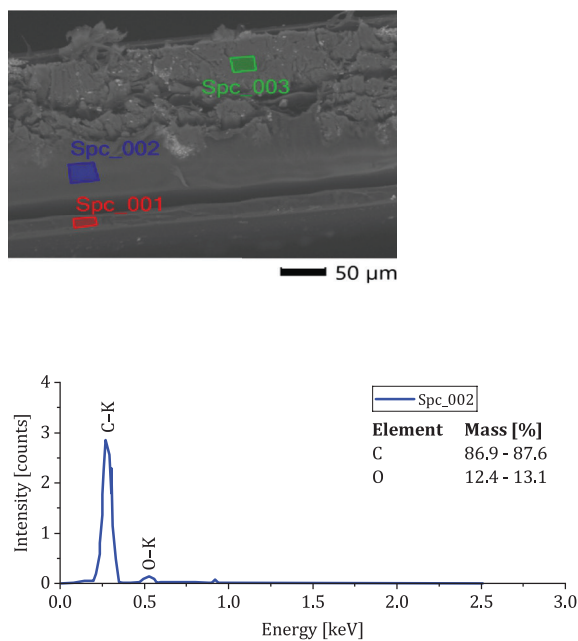 Spc_003
Spc_002
Spc_001
50 µm
Intensity [counts]
4
3
2
1
0
C-K
O-K
Spc_002
Element Mass [%]
C 86.9 - 87.6
O 12.4 - 13.1
0.0 0.5 1.0 1.5 2.0 2.5 3.0
Energy [keV]